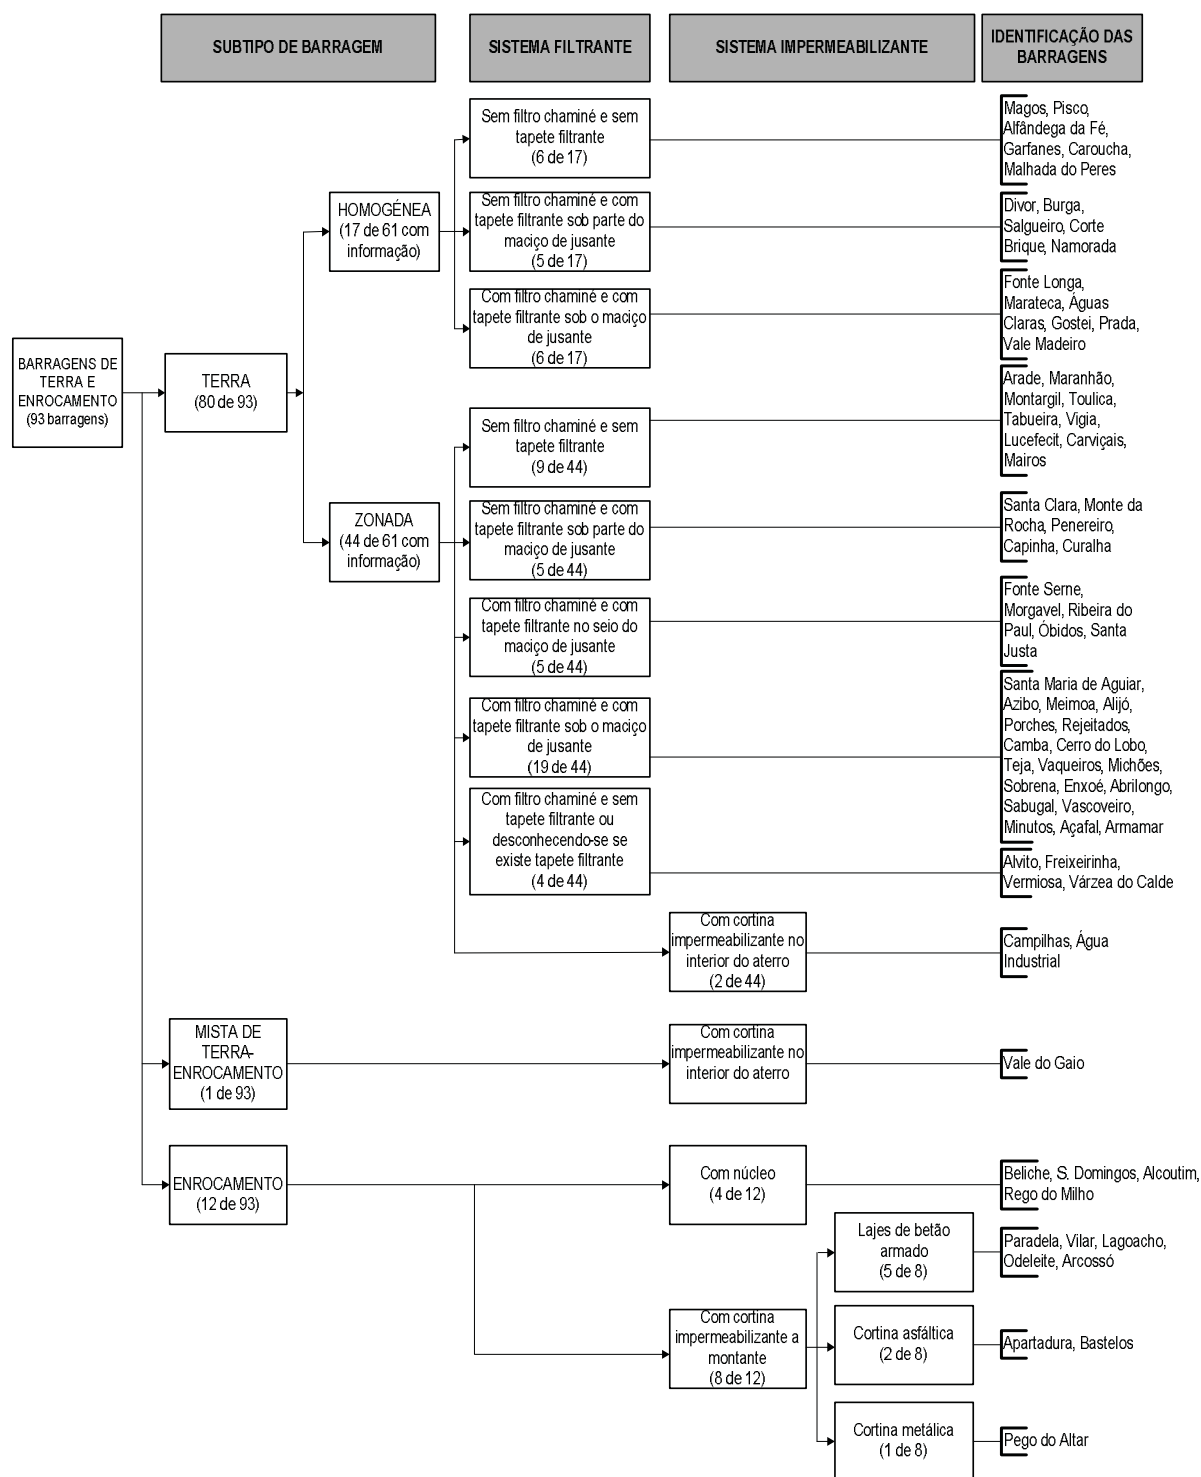 SUBTIPO DE BARRAGEM
SISTEMA FILTRANTE
SISTEMA IMPERMEABILIZANTE
IDENTIFICAÇÃO DAS
BARRAGENS
BARRAGENS DE
TERRA E
ENROCAMENTO
(93 barragens)
TERRA
(80 de 93)
HOMOGÉNEA
(17 de 61 com
informação)
Sem filtro chaminé e sem
tapete filtrante
(6 de 17)
Magos, Pisco,
Alfândega da Fé,
Garfanes, Caroucha,
Malhada do Peres
Sem filtro chaminé e com
tapete filtrante sob parte do
maciço de jusante
(5 de 17)
Divor, Burga,
Salgueiro, Corte
Brique, Namorada
Com filtro chaminé e com
tapete filtrante sob o maciço
de jusante
(6 de 17)
Fonte Longa,
Marateca, Águas
Claras, Gostei, Prada,
Vale Madeiro
ZONADA
(44 de 61 com
informação)
Sem filtro chaminé e sem
tapete filtrante
(9 de 44)
Arade, Maranhão,
Montargil, Toulica,
Tabueira, Vigia,
Lucefecit, Carviçais,
Mairos
Sem filtro chaminé e com
tapete filtrante sob parte do
maciço de jusante
(5 de 44)
Santa Clara, Monte da
Rocha, Penereiro,
Capinha, Curalha
Com filtro chaminé e com
tapete filtrante no seio do
maciço de jusante
(5 de 44)
Fonte Serne,
Morgavel, Ribeira do
Paul, Óbidos, Santa
Justa
Com filtro chaminé e com
tapete filtrante sob o maciço
de jusante
(19 de 44)
Santa Maria de Aguiar,
Azibo, Meimoa, Alijó,
Porches, Rejeitados,
Camba, Cerro do Lobo,
Teja, Vaqueiros, Michões,
Sobrena, Enxoé, Abrilongo,
Sabugal, Vascoveiro,
Minutos, Açafal, Armamar
Com filtro chaminé e sem
tapete filtrante ou
desconhecendo-se se
existe tapete filtrante
(4 de 44)
Alvito, Freixeirinha,
Vermiosa, Várzea do Calde
Com cortina
impermeabilizante no
interior do aterro
(2 de 44)
Campilhas, Água
Industrial
MISTA DE
TERRA-
ENROCAMENTO
(1 de 93)
Com cortina
impermeabilizante no
interior do aterro
Vale do Gaio
ENROCAMENTO
(12 de 93)
Com núcleo
(4 de 12)
Beliche, S. Domingos, Alcoutim,
Rego do Milho
Com cortina
impermeabilizante a
montante
(8 de 12)
Lajes de betão
armado
(5 de 8)
Paradela, Vilar, Lagoacho,
Odeleite, Arcossó
Cortina asfáltica
(2 de 8)
Apartadura, Bastelos
Cortina metálica
(1 de 8)
Pego do Altar